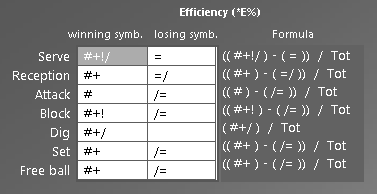 Efficiency (*E%)
winning symb. losing symb. Formula
Serve #+!/ = (( #+!/ ) - ( = )) / Tot
Reception #+ =/ (( #+ ) - ( =/ )) / Tot
Attack # /= (( # ) - ( /= )) / Tot
Block #+! /= (( #+! ) - ( /= )) / Tot
Dig #+/ ( #+/ ) / Tot
Set #+ /= (( #+ ) - ( /= )) / Tot
Free ball #+ /= (( #+ ) - ( /= )) / Tot